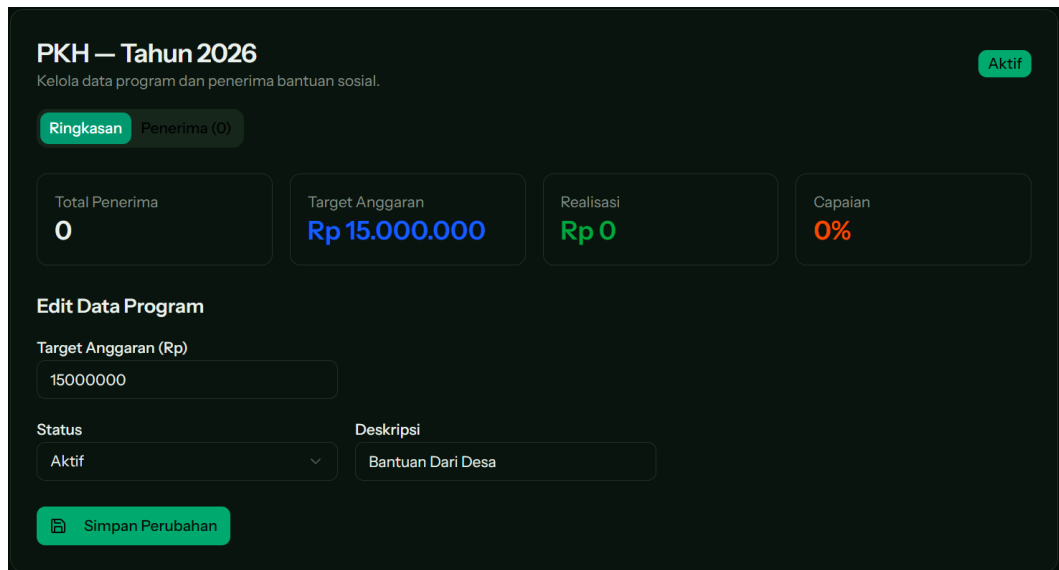 PKH — Tahun 2026
Kelola data program dan penerima bantuan sosial.
Aktif
Ringkasan Penerima (0)
Total Penerima
0
Target Anggaran
Rp 15.000.000
Realisasi
Rp 0
Capaian
0%
Edit Data Program
Target Anggaran (Rp)
15000000
Status
Aktif
Deskripsi
Bantuan Dari Desa
Simpan Perubahan